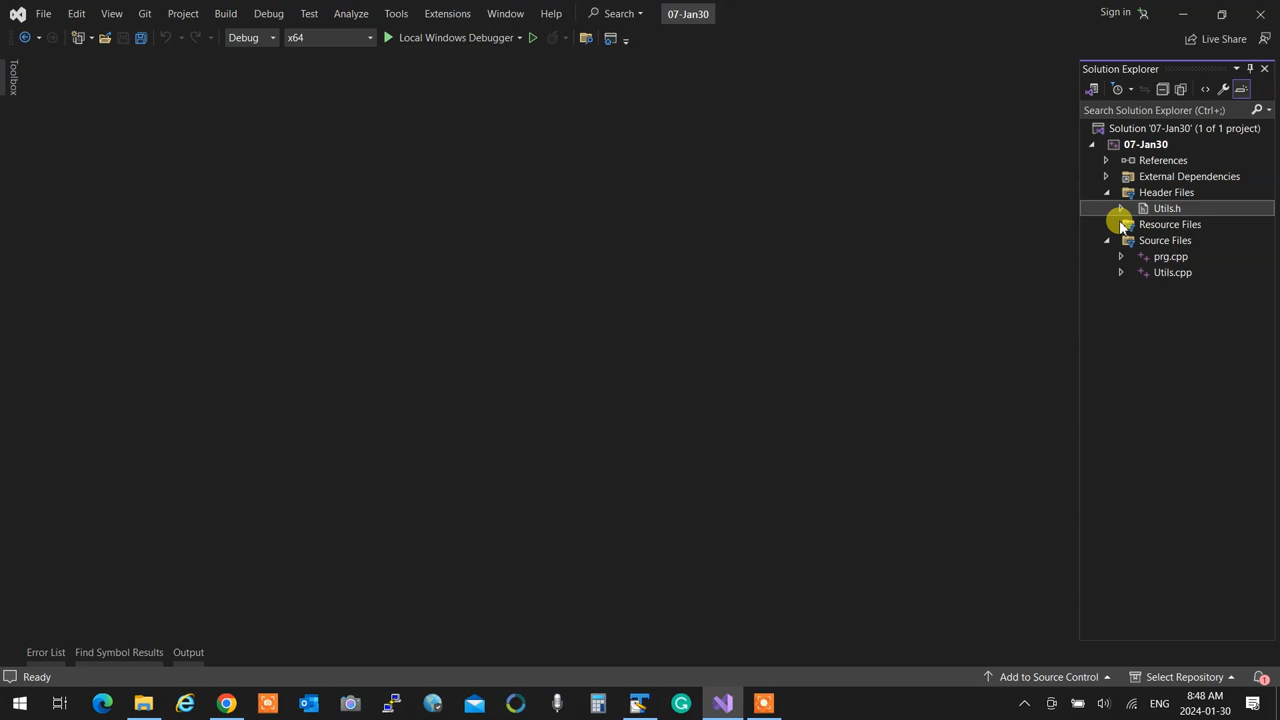 File Edit View Git Project Build Debug Test Analyze Tools Extensions Window Help Search 07-Jan30 Sign in
Debug x64 Local Windows Debugger Live Share
Toolbox
Solution Explorer
Search Solution Explorer (Ctrl+;)
Solution '07-Jan30' (1 of 1 project)
07-Jan30
References
External Dependencies
Header Files
Utils.h
Resource Files
Source Files
prg.cpp
Utils.cpp
Error List Find Symbol Results Output
Ready Add to Source Control Select Repository 1
ENG 8:48 AM
2024-01-30